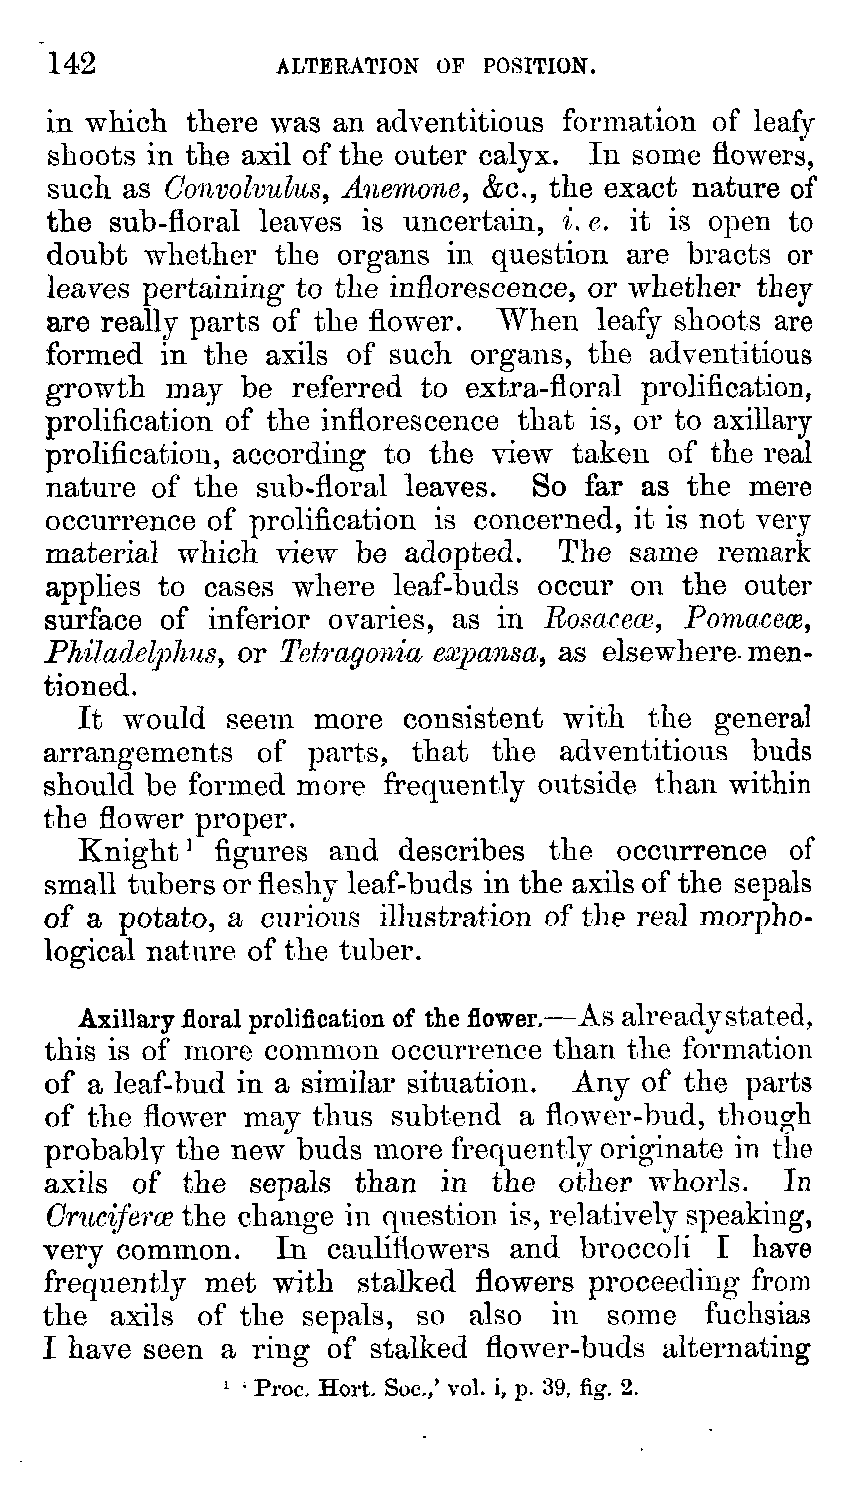 142 ALTERATION OF POSITION.
in which there was an adventitious formation of leafy
shoots in the axil of the outer calyx. In some flowers,
such as Convolvulus, Anemone, &c., the exact nature of
the sub-floral leaves is uncertain, i. e. it is open to
doubt whether the organs in question are bracts or
leaves pertaining to the inflorescence, or whether they
are really parts of the flower. When leafy shoots are
formed in the axils of such organs, the adventitious
growth may be referred to extra-floral prolification,
prolification of the inflorescence that is, or to axillary
prolification, according to the view taken of the real
nature of the sub-floral leaves. So far as the mere
occurrence of prolification is concerned, it is not very
material which view be adopted. The same remark
applies to cases where leaf-buds occur on the outer
surface of inferior ovaries, as in Rosaceæ, Pomaceæ,
Philadelphus, or Tetragonia expansa, as elsewhere men-
tioned.
It would seem more consistent with the general
arrangements of parts, that the adventitious buds
should be formed more frequently outside than within
the flower proper.
Knight¹ figures and describes the occurrence of
small tubers or fleshy leaf-buds in the axils of the sepals
of a potato, a curious illustration of the real morpho-
logical nature of the tuber.
Axillary floral prolification of the flower.—As already stated,
this is of more common occurrence than the formation
of a leaf-bud in a similar situation. Any of the parts
of the flower may thus subtend a flower-bud, though
probably the new buds more frequently originate in the
axils of the sepals than in the other whorls. In
Cruciferæ the change in question is, relatively speaking,
very common. In cauliflowers and broccoli I have
frequently met with stalked flowers proceeding from
the axils of the sepals, so also in some fuchsias
I have seen a ring of stalked flower-buds alternating
¹ ‘Proc. Hort. Soc.,’ vol. i, p. 39, fig. 2.